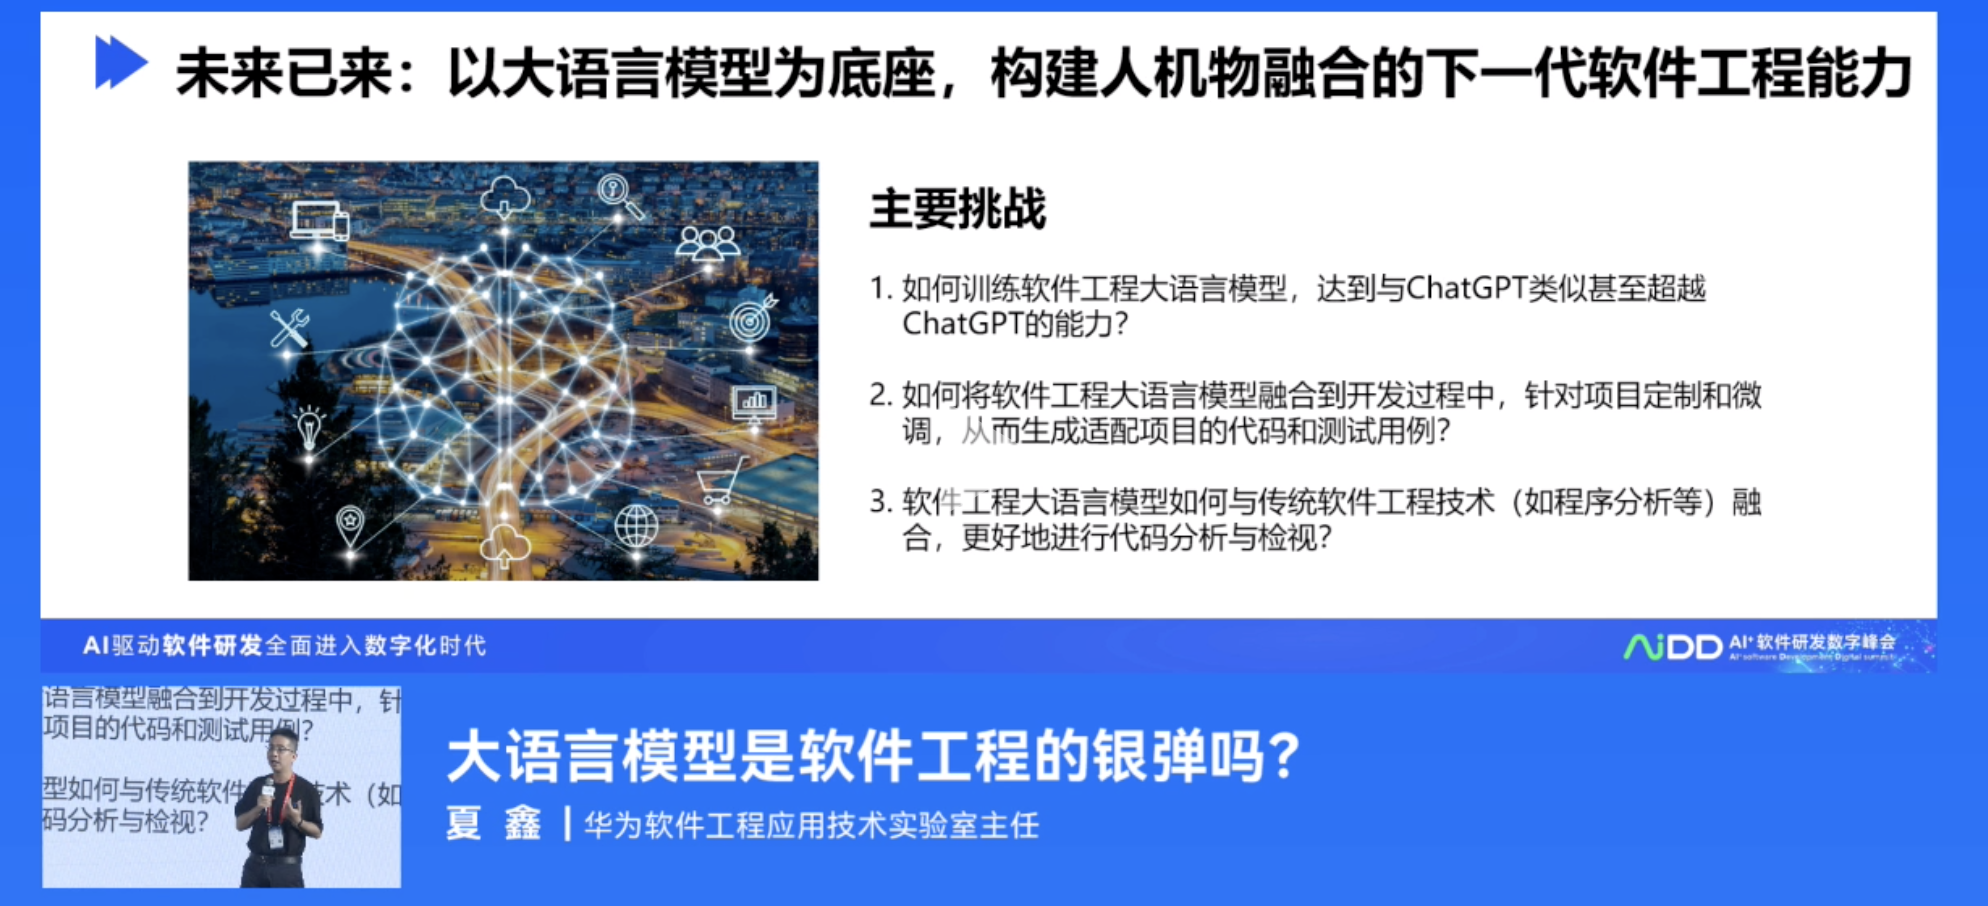 未来已来：以大语言模型为底座，构建人机物融合的下一代软件工程能力
主要挑战
1. 如何训练软件工程大语言模型，达到与ChatGPT类似甚至超越
ChatGPT的能力？
2. 如何将软件工程大语言模型融合到开发过程中，针对项目定制和微
调，从而生成适配项目的代码和测试用例？
3. 软件工程大语言模型如何与传统软件工程技术（如程序分析等）融
合，更好地进行代码分析与检视？
AI驱动软件研发全面进入数字化时代
AiDD AI+ 软件研发数字峰会
AI+ software Development Digital summit
语言模型融合到开发过程中，针
项目的代码和测试用例？
型如何与传统软件 技术（如
码分析与检视？
大语言模型是软件工程的银弹吗？
夏 鑫 | 华为软件工程应用技术实验室主任